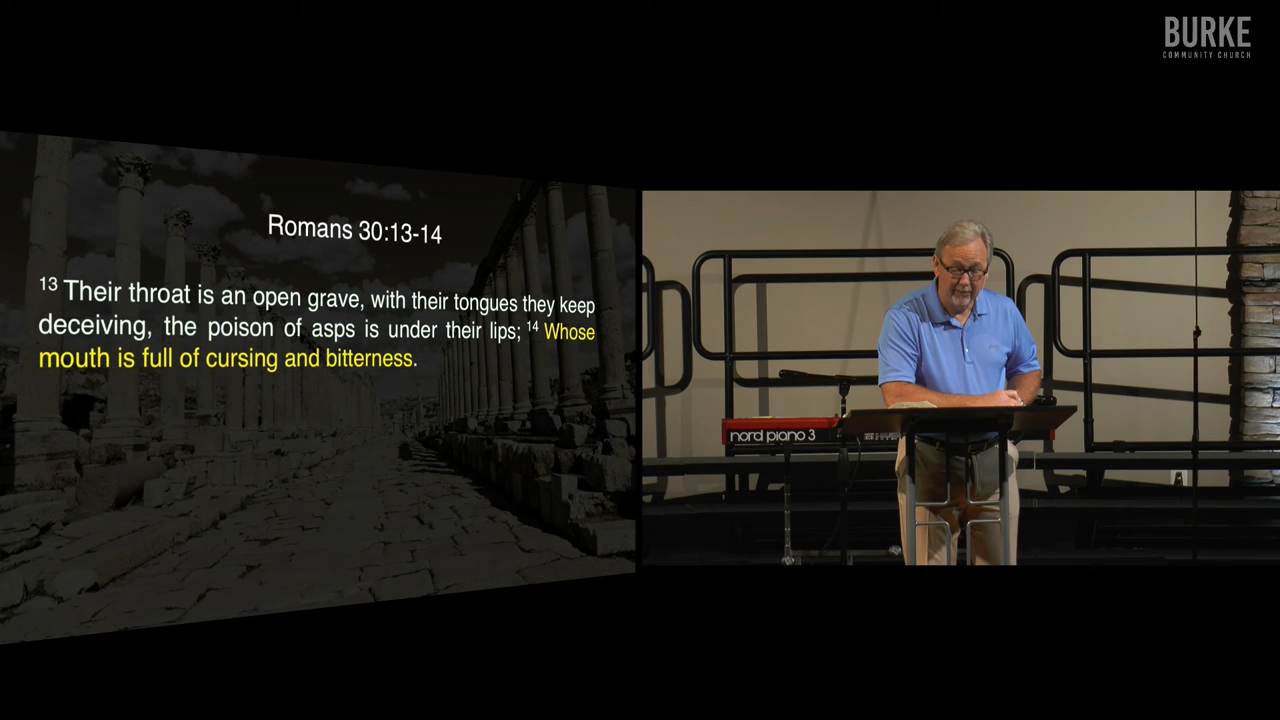 BURKE
COMMUNITY CHURCH
Romans 30:13-14
13 Their throat is an open grave, with their tongues they keep
deceiving, the poison of asps is under their lips; 14 Whose
mouth is full of cursing and bitterness.
nord piano 3